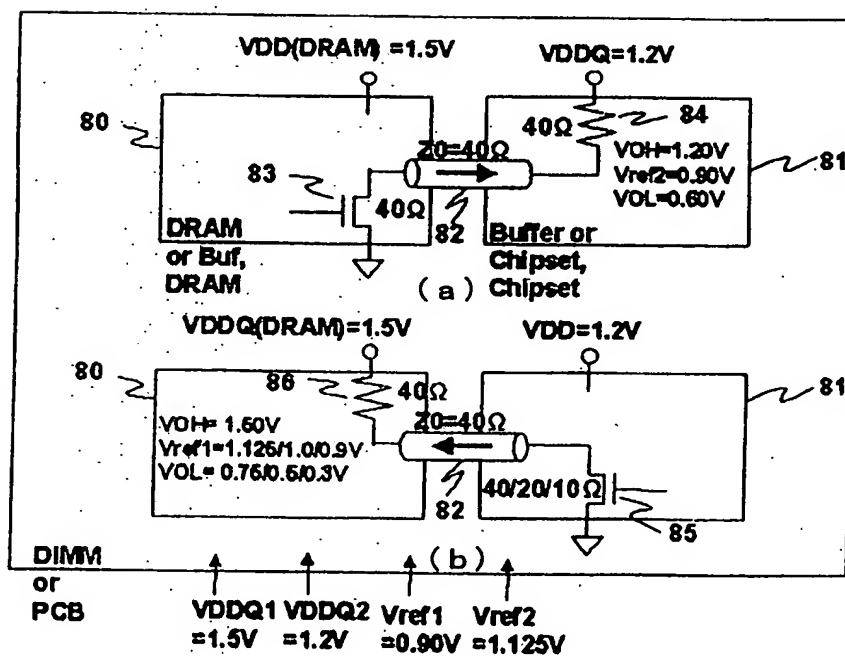 VDD(DRAM) =1.5V
VDDQ=1.2V
80
84
40Ω
Z0=40Ω
VOH=1.20V
Vref2=0.90V
VOL=0.60V
81
83
40Ω
82
DRAM
or Buf,
DRAM
Buffer or
Chipset,
Chipset
(a)
VDDQ(DRAM)=1.5V
VDD=1.2V
80
86
40Ω
Z0=40Ω
81
VOH= 1.50V
Vref1=1.125/1.0/0.9V
VOL= 0.75/0.5/0.3V
82
40/20/10Ω
85
(b)
DIMM
or
PCB
VDDQ1
=1.5V
VDDQ2
=1.2V
Vref1
=0.90V
Vref2
=1.125V